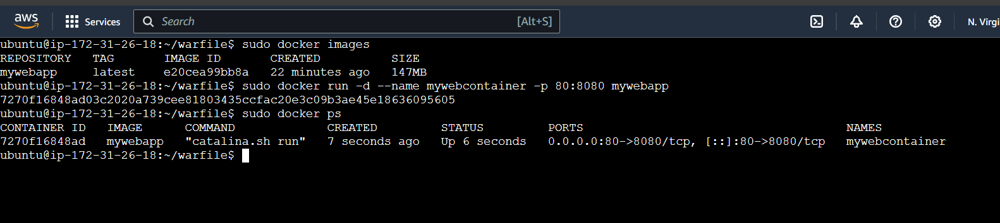 aws Services Search [Alt+S] N. Virgi
ubuntu@ip-172-31-26-18:~/warfile$ sudo docker images
REPOSITORY TAG IMAGE ID CREATED SIZE
mywebapp latest e20cea99bb8a 22 minutes ago 147MB
ubuntu@ip-172-31-26-18:~/warfile$ sudo docker run -d --name mywebcontainer -p 80:8080 mywebapp
7270f16848ad03c2020a739cee81803435ccfac20e3c09b3ae45e18636095605
ubuntu@ip-172-31-26-18:~/warfile$ sudo docker ps
CONTAINER ID IMAGE COMMAND CREATED STATUS PORTS NAMES
7270f16848ad mywebapp "catalina.sh run" 7 seconds ago Up 6 seconds 0.0.0.0:80->8080/tcp, [::]:80->8080/tcp mywebcontainer
ubuntu@ip-172-31-26-18:~/warfile$